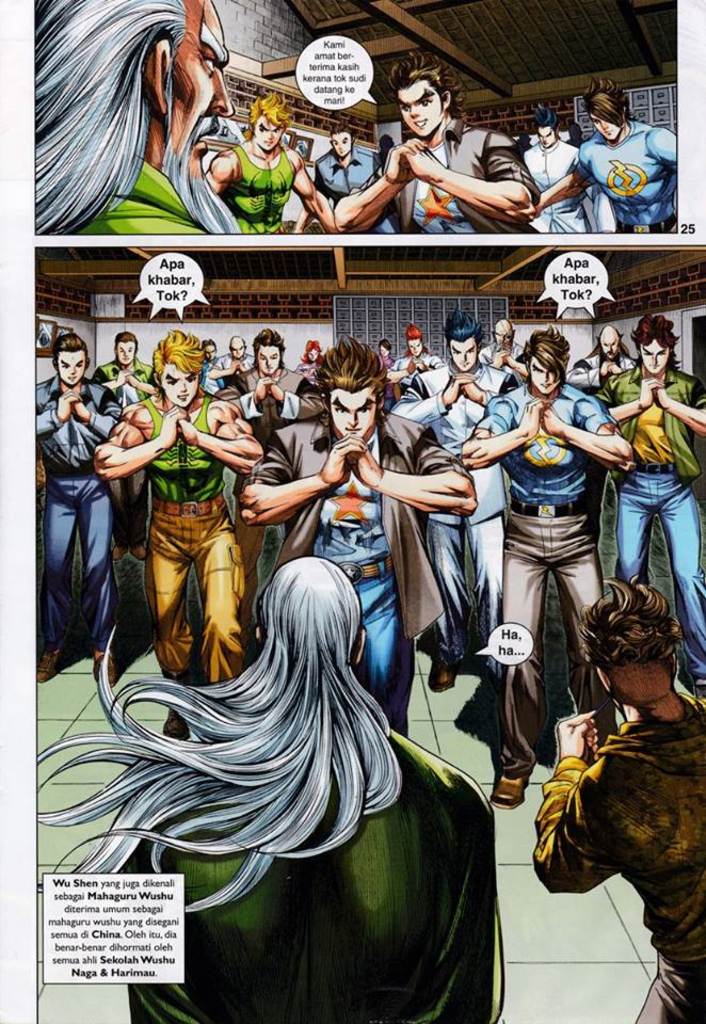 Kami
amat ber-
terima kasih
kerana tok sudi
datang ke
mari!
25
Apa
khabar,
Tok?
Apa
khabar,
Tok?
Ha,
ha...
Wu Shen yang juga dikenali
sebagai Mahaguru Wushu
diterima umum sebagai
mahaguru wushu yang disegani
semua di China. Oleh itu, dia
benar-benar dihormati oleh
semua ahli Sekolah Wushu
Naga & Harimau.